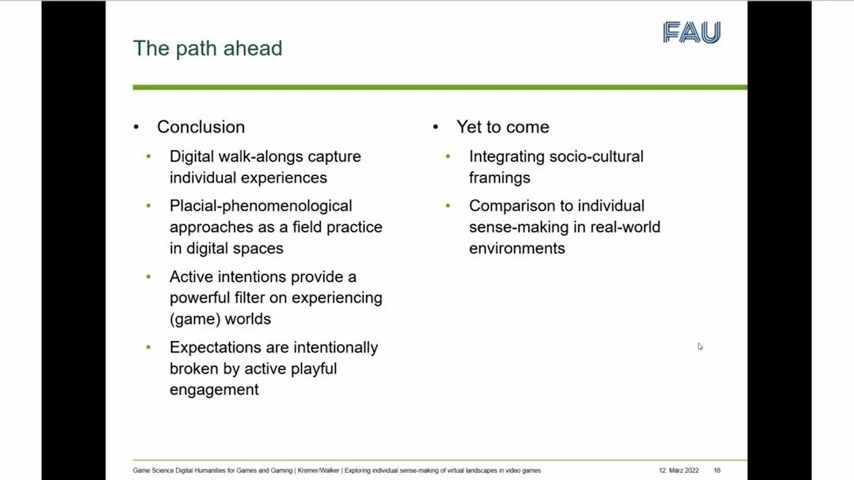 FAU
The path ahead
• Conclusion
• Digital walk-alongs capture
individual experiences
• Placial-phenomenological
approaches as a field practice
in digital spaces
• Active intentions provide a
powerful filter on experiencing
(game) worlds
• Expectations are intentionally
broken by active playful
engagement
• Yet to come
• Integrating socio-cultural
framings
• Comparison to individual
sense-making in real-world
environments
Game Science Digital Humanities for Games and Gaming | Kremer/Walker | Exploring individual sense-making of virtual landscapes in video games 12. März 2022 16